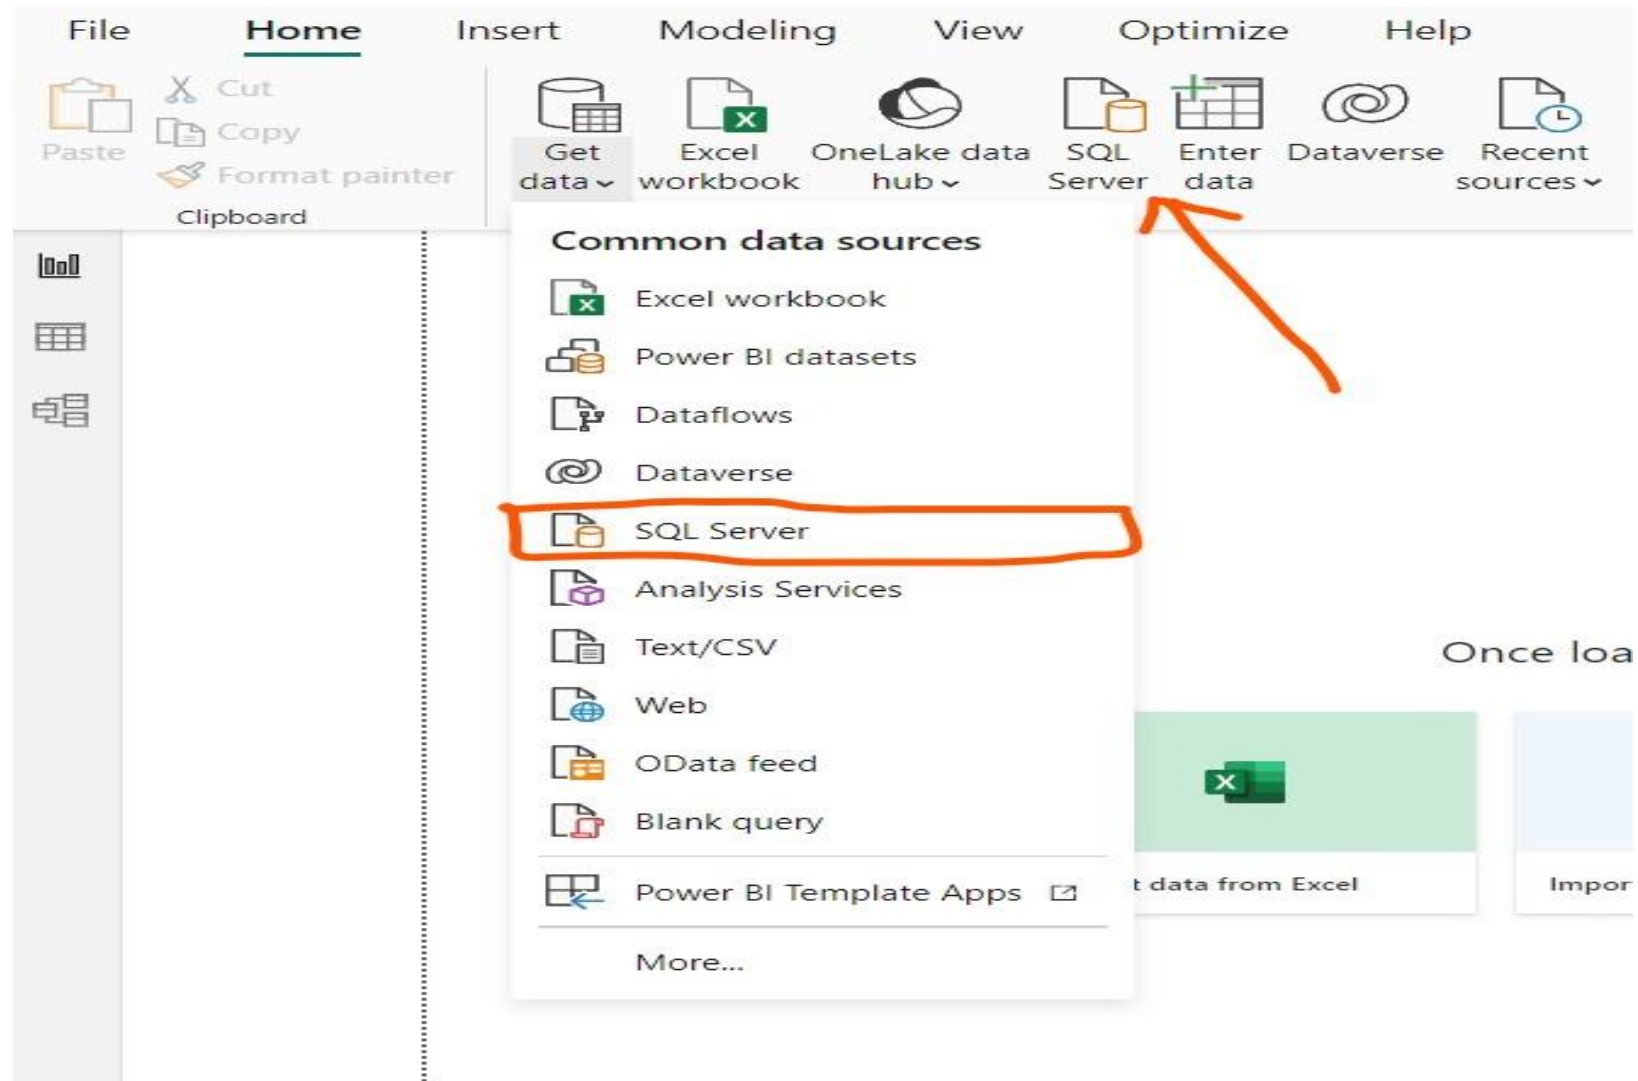 File Home Insert Modeling View Optimize Help
Cut
Copy
Paste
Format painter
Clipboard
Get data
Excel workbook
OneLake data hub
SQL Server
Enter data
Dataverse
Recent sources
Common data sources
Excel workbook
Power BI datasets
Dataflows
Dataverse
SQL Server
Analysis Services
Text/CSV
Web
OData feed
Blank query
Power BI Template Apps
More...
Once loa
t data from Excel
Impor